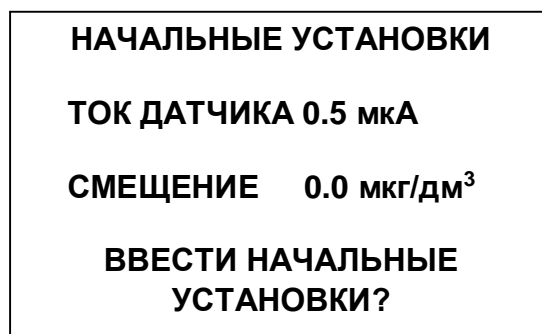 НАЧАЛЬНЫЕ УСТАНОВКИ
ТОК ДАТЧИКА 0.5 мкА
СМЕЩЕНИЕ 0.0 мкг/дм³
ВВЕСТИ НАЧАЛЬНЫЕ
УСТАНОВКИ?